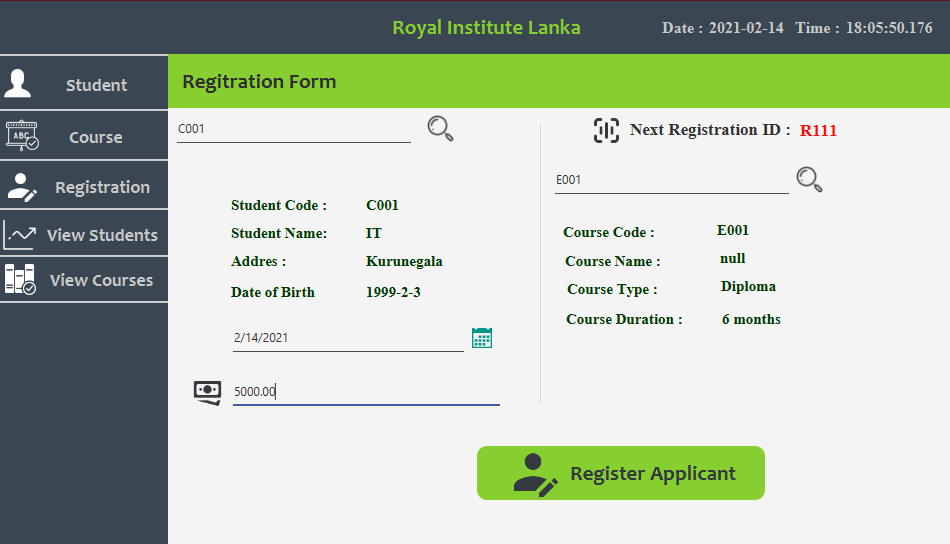 Royal Institute Lanka
Date : 2021-02-14 Time : 18:05:50.176
Student
ABC
Course
Registration
View Students
View Courses
Regitration Form
C001
Student Code : C001
Student Name: IT
Addres : Kurunegala
Date of Birth 1999-2-3
2/14/2021
5000.00
Next Registration ID : R111
E001
Course Code : E001
Course Name : null
Course Type : Diploma
Course Duration : 6 months
Register Applicant